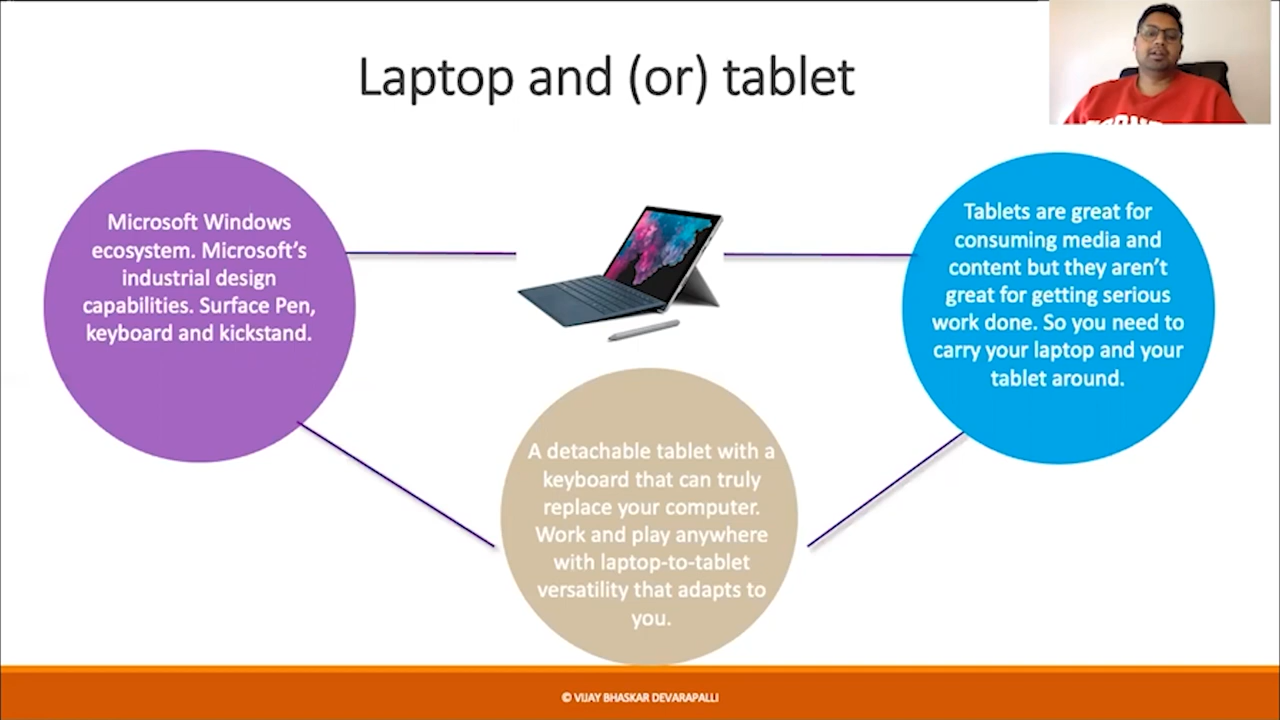 Laptop and (or) tablet
Microsoft Windows
ecosystem. Microsoft’s
industrial design
capabilities. Surface Pen,
keyboard and kickstand.
Tablets are great for
consuming media and
content but they aren’t
great for getting serious
work done. So you need to
carry your laptop and your
tablet around.
A detachable tablet with a
keyboard that can truly
replace your computer.
Work and play anywhere
with laptop-to-tablet
versatility that adapts to
you.
© VIJAY BHASKAR DEVARAPALLI